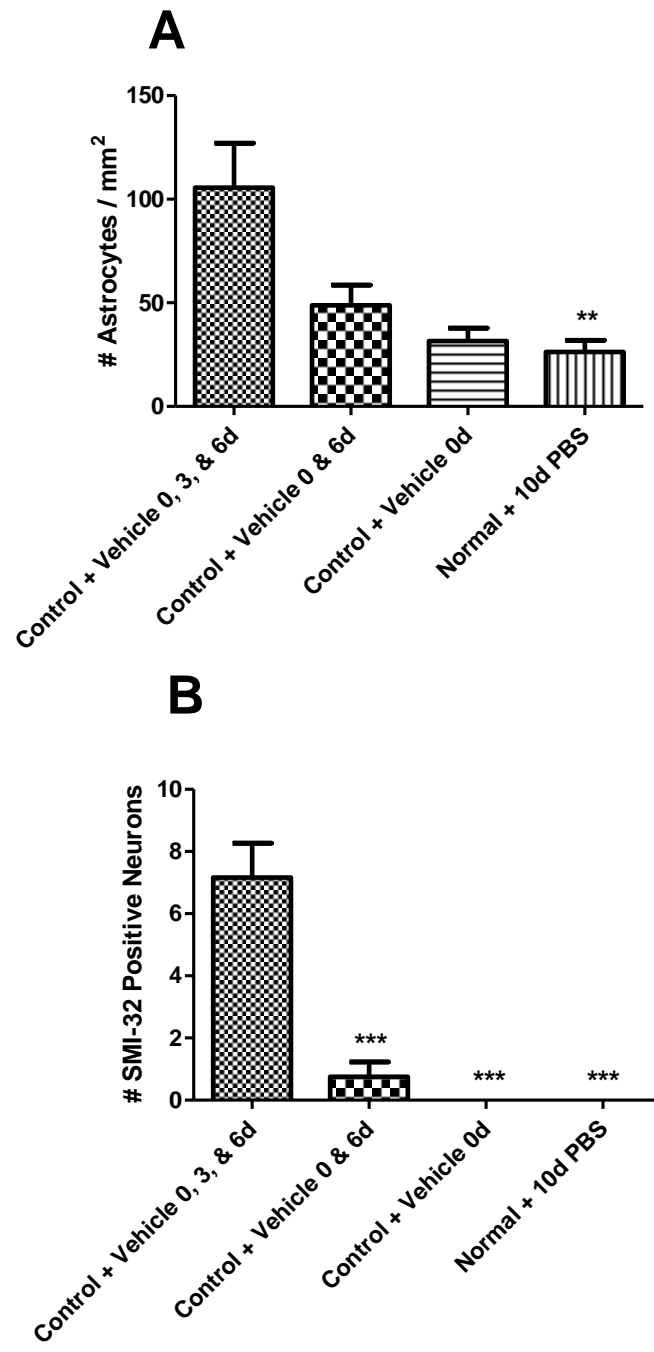 A
150
100
50
0
# Astrocytes / mm²
**
Control + Vehicle 0, 3, & 6d
Control + Vehicle 0 & 6d
Control + Vehicle 0d
Normal + 10d PBS
B
10
8
6
4
2
0
# SMI-32 Positive Neurons
***
***
***
Control + Vehicle 0, 3, & 6d
Control + Vehicle 0 & 6d
Control + Vehicle 0d
Normal + 10d PBS